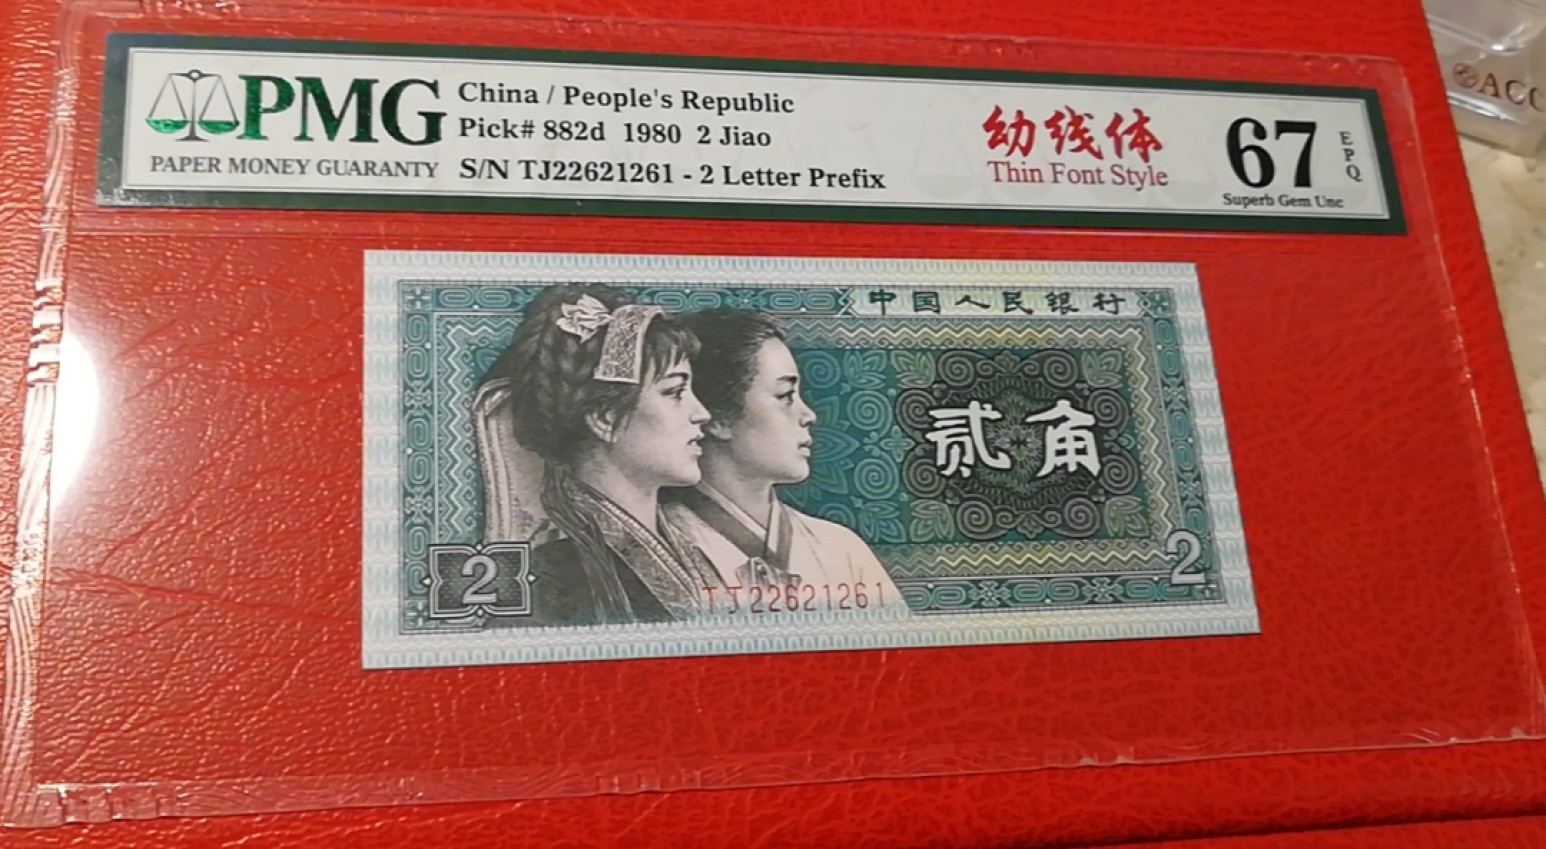 PMG
PAPER MONEY GUARANTY
China / People's Republic
Pick# 882d 1980 2 Jiao
S/N TJ22621261 - 2 Letter Prefix
幼线体
Thin Font Style
67
EPQ
Superb Gem Unc
中国人民银行
贰角
2
2
TJ22621261